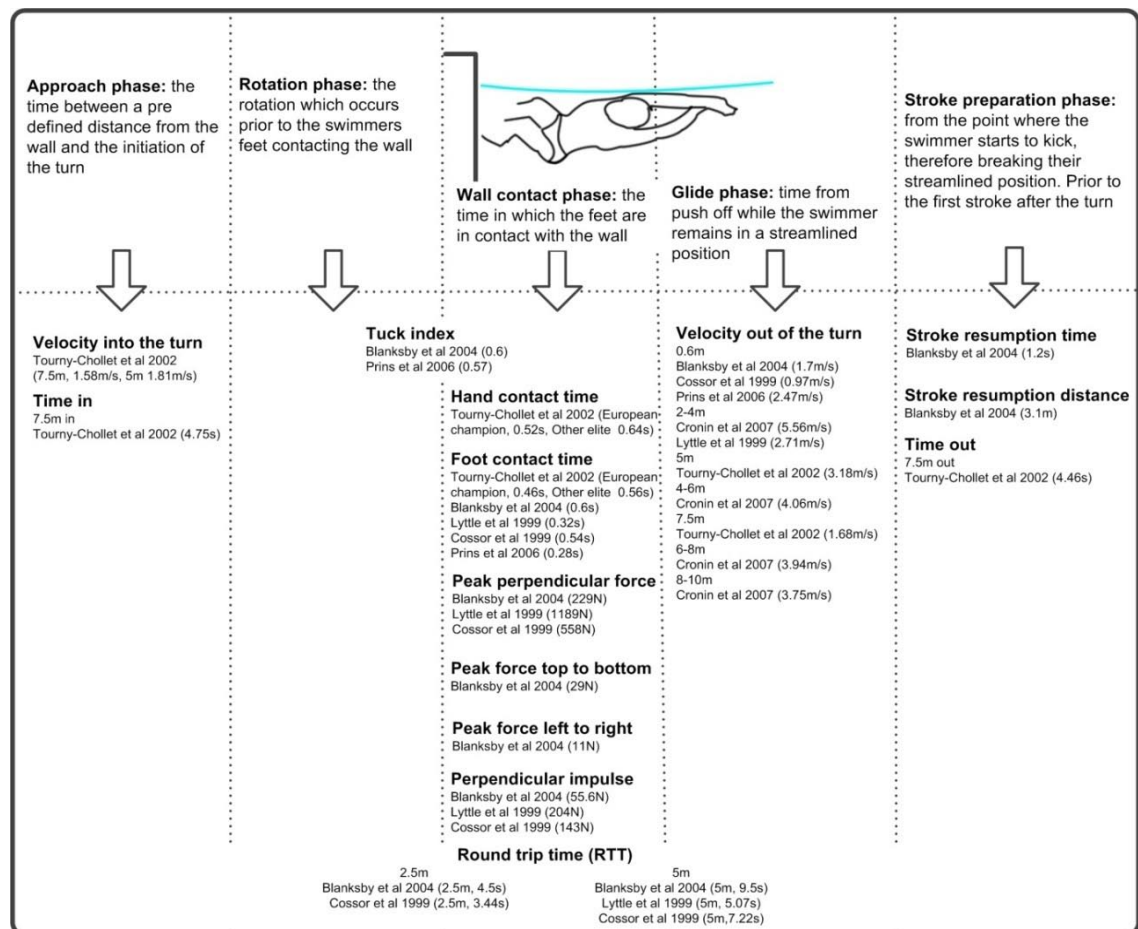 Approach phase: the
time between a pre
defined distance from the
wall and the initiation of
the turn
Rotation phase: the
rotation which occurs
prior to the swimmers
feet contacting the wall
Wall contact phase: the
time in which the feet are
in contact with the wall
Glide phase: time from
push off while the swimmer
remains in a streamlined
position
Stroke preparation phase:
from the point where the
swimmer starts to kick,
therefore breaking their
streamlined position. Prior to
the first stroke after the turn
Velocity into the turn
Tourny-Chollet et al 2002
(7.5m, 1.58m/s, 5m 1.81m/s)
Time in
7.5m in
Tourny-Chollet et al 2002 (4.75s)
Tuck index
Blanksby et al 2004 (0.6)
Prins et al 2006 (0.57)
Hand contact time
Tourny-Chollet et al 2002 (European
champion, 0.52s, Other elite 0.64s)
Foot contact time
Tourny-Chollet et al 2002 (European
champion, 0.46s, Other elite 0.56s)
Blanksby et al 2004 (0.6s)
Lyttle et al 1999 (0.32s)
Cossor et al 1999 (0.54s)
Prins et al 2006 (0.28s)
Peak perpendicular force
Blanksby et al 2004 (229N)
Lyttle et al 1999 (1189N)
Cossor et al 1999 (558N)
Peak force top to bottom
Blanksby et al 2004 (29N)
Peak force left to right
Blanksby et al 2004 (11N)
Perpendicular impulse
Blanksby et al 2004 (55.6N)
Lyttle et al 1999 (204N)
Cossor et al 1999 (143N)
Velocity out of the turn
0.6m
Blanksby et al 2004 (1.7m/s)
Cossor et al 1999 (0.97m/s)
Prins et al 2006 (2.47m/s)
2-4m
Cronin et al 2007 (5.56m/s)
Lyttle et al 1999 (2.71m/s)
5m
Tourny-Chollet et al 2002 (3.18m/s)
4-6m
Cronin et al 2007 (4.06m/s)
7.5m
Tourny-Chollet et al 2002 (1.68m/s)
6-8m
Cronin et al 2007 (3.94m/s)
8-10m
Cronin et al 2007 (3.75m/s)
Stroke resumption time
Blanksby et al 2004 (1.2s)
Stroke resumption distance
Blanksby et al 2004 (3.1m)
Time out
7.5m out
Tourny-Chollet et al 2002 (4.46s)
Round trip time (RTT)
2.5m
Blanksby et al 2004 (2.5m, 4.5s)
Cossor et al 1999 (2.5m, 3.44s)
5m
Blanksby et al 2004 (5m, 9.5s)
Lyttle et al 1999 (5m, 5.07s)
Cossor et al 1999 (5m,7.22s)